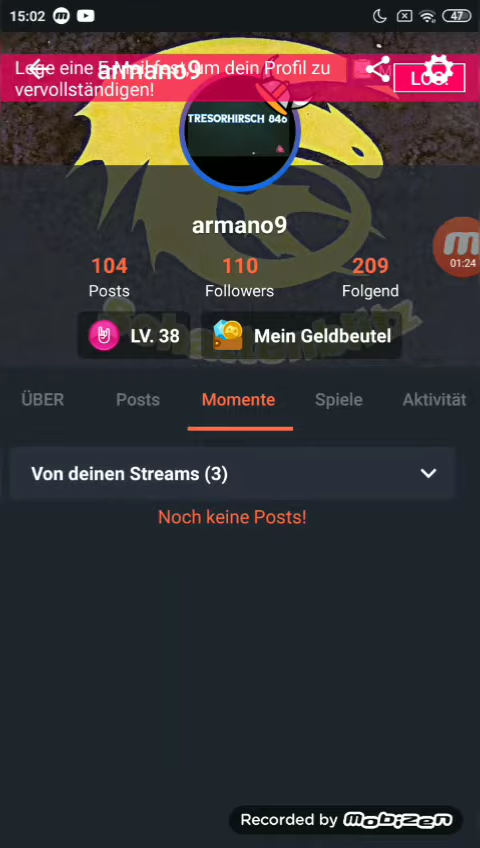 15:02
47
Lege eine E-Mail fest, um dein Profil zu
vervollständigen!
armano9
LOS!
TRESORHIRSCH 846
armano9
01:24
104
110
209
Posts
Followers
Folgend
LV. 38
Mein Geldbeutel
ÜBER
Posts
Momente
Spiele
Aktivität
Von deinen Streams (3)
Noch keine Posts!
Recorded by Mobizen